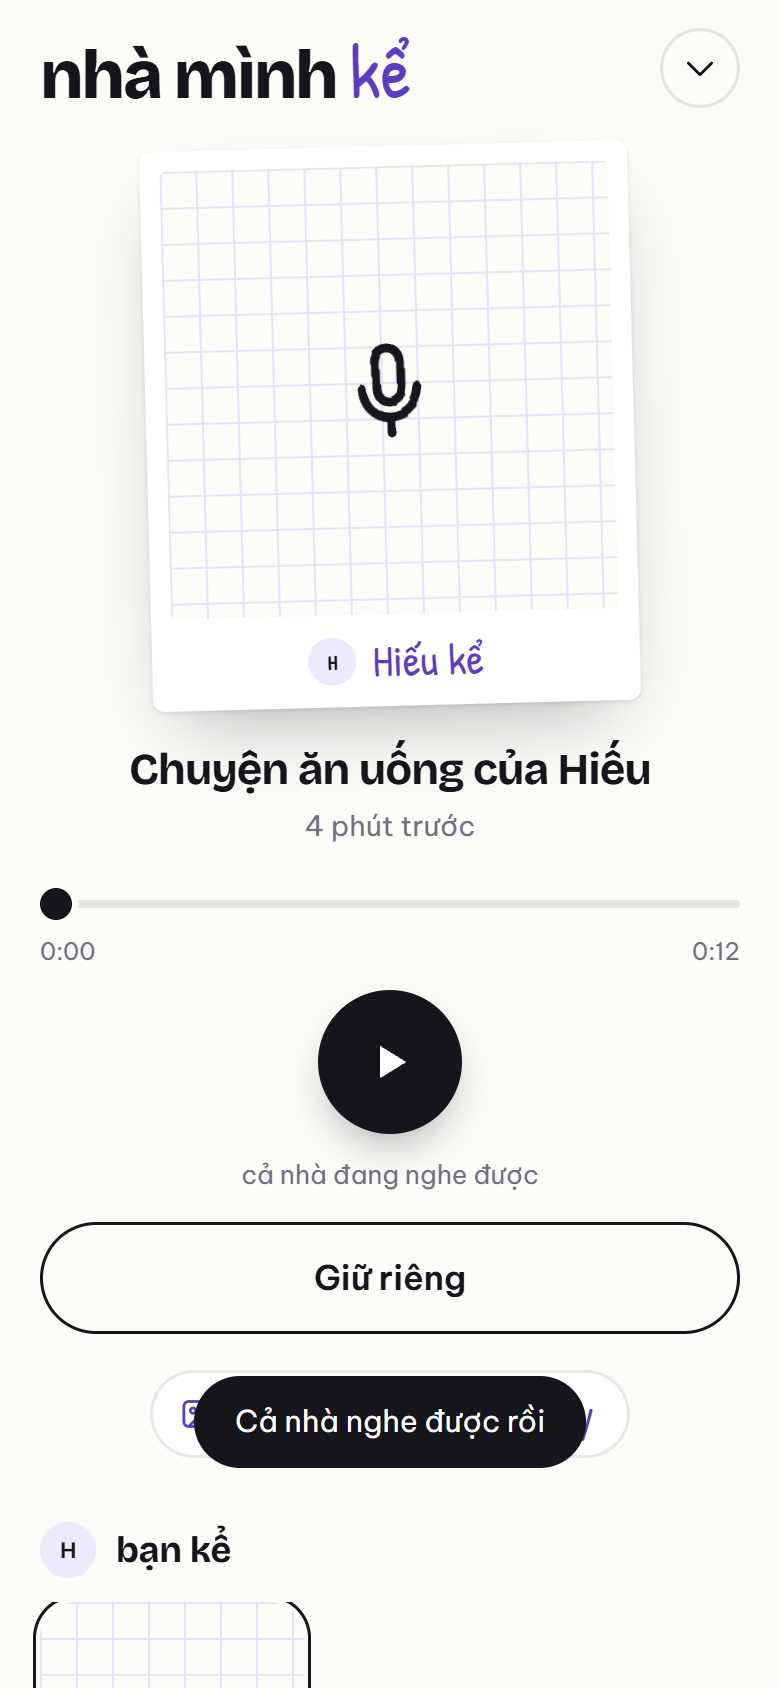 nhà mình kể
H Hiếu kể
Chuyện ăn uống của Hiếu
4 phút trước
0:00 0:12
cả nhà đang nghe được
Giữ riêng
Cả nhà nghe được rồi
H bạn kể